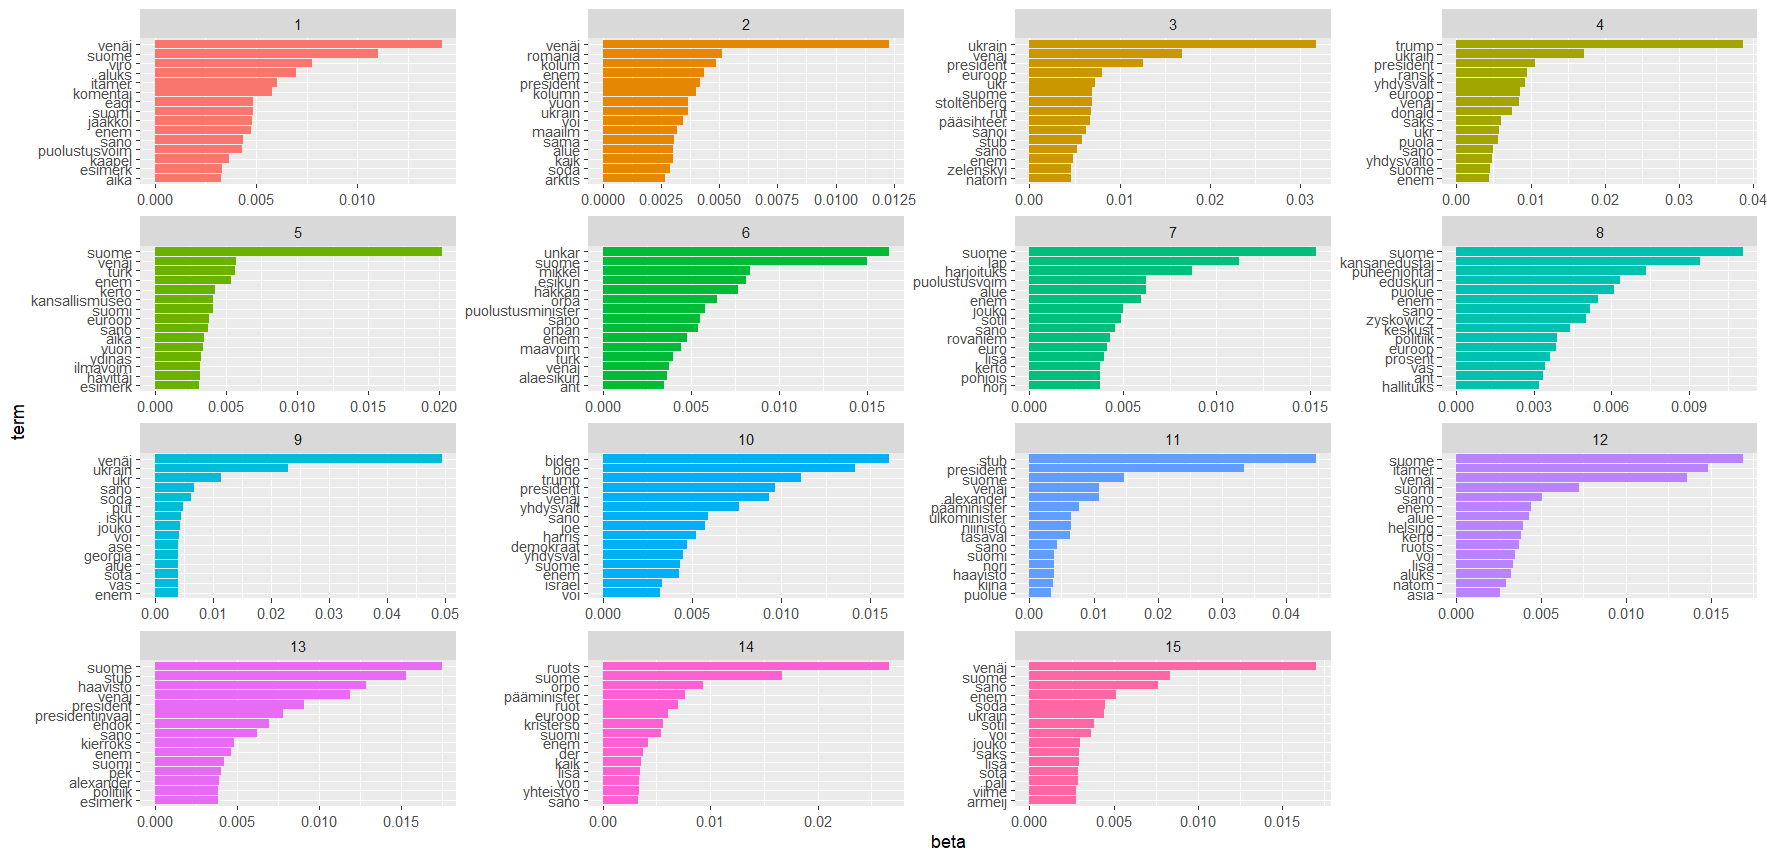 1
venäj
suome
viro
aluks
itämer
komentaj
eagl
suomi
jääkköl
enem
sano
puolustusvoim
kaapel
esimerk
aika
0.000
0.005
0.010
2
venäj
romania
kolum
enem
president
kolumn
vuon
ukrain
voi
maailm
sama
alue
kaik
soda
arktis
0.000
0.0025
0.0050
0.0075
0.0100
0.0125
3
ukrain
venäj
president
euroop
ukr
suome
stoltenberg
rut
pääsihteer
sanoi
stub
sano
enem
zelenskyi
natom
0.00
0.01
0.02
0.03
4
trump
ukrain
president
ransk
yhdysvalt
euroop
venäj
donald
saks
ukr
puola
sano
yhdysvalto
suome
enem
0.00
0.01
0.02
0.03
0.04
5
suome
venäj
turk
enem
kerto
kansallismuseo
suomi
euroop
sano
aika
vuon
ydinas
ilmavoim
hävittäj
esimerk
0.000
0.005
0.010
0.015
0.020
6
unkar
suome
mikkel
esikun
häkkän
orpa
puolustusminister
sano
orbán
enem
maavoim
turk
venäj
alaesikun
ant
0.000
0.005
0.010
0.015
7
suome
lap
harjoituks
puolustusvoim
alue
enem
jouko
sotil
sano
rovaniem
euro
lisä
kerto
pohjois
norj
0.000
0.005
0.010
0.015
8
suome
kansanedustaj
puheenjohtaj
eduskun
puolue
enem
sano
zyskowicz
keskust
politiik
euroop
prosent
vas
ant
hallituks
0.000
0.003
0.006
0.009
9
venäj
ukrain
ukr
sano
soda
put
isku
jouko
voi
ase
georgia
alue
sota
vas
enem
0.00
0.01
0.02
0.03
0.04
0.05
10
biden
bide
trump
president
venäj
yhdysvalt
sano
joe
harris
demokraat
yhdysval
suome
enem
israel
voi
0.000
0.005
0.010
0.015
11
stub
president
suome
venäj
alexander
pääminister
ulkominister
niinistö
tasaval
sano
suomi
norj
haavisto
kiina
puolue
0.00
0.01
0.02
0.03
0.04
12
suome
itämer
venäj
suomi
sano
enem
alue
helsing
kerto
ruots
voi
lisä
aluks
natom
asia
0.000
0.005
0.010
0.015
13
suome
stub
haavisto
venäj
president
presidentinvaal
ehdok
sano
kierroks
enem
suomi
pek
alexander
politiik
esimerk
0.000
0.005
0.010
0.015
14
ruots
suome
orpo
pääminister
ruot
euroop
kristersö
suomi
enem
der
kaik
lisä
von
yhteistyö
sano
0.00
0.01
0.02
15
venäj
suome
sano
enem
soda
ukrain
sotil
voi
jouko
saks
lisä
sota
palj
viime
armeij
0.000
0.005
0.010
0.015
term
beta